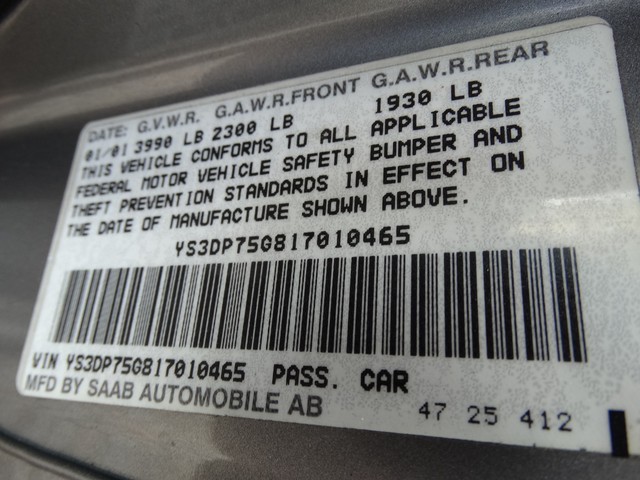 DATE: G.V.W.R. G.A.W.R.FRONT G.A.W.R.REAR
01/01 3990 LB 2300 LB 1930 LB
THIS VEHICLE CONFORMS TO ALL APPLICABLE
FEDERAL MOTOR VEHICLE SAFETY BUMPER AND
THEFT PREVENTION STANDARDS IN EFFECT ON
THE DATE OF MANUFACTURE SHOWN ABOVE.
YS3DP75G817010465
VIN YS3DP75G817010465 PASS. CAR
MFD BY SAAB AUTOMOBILE AB
47 25 412